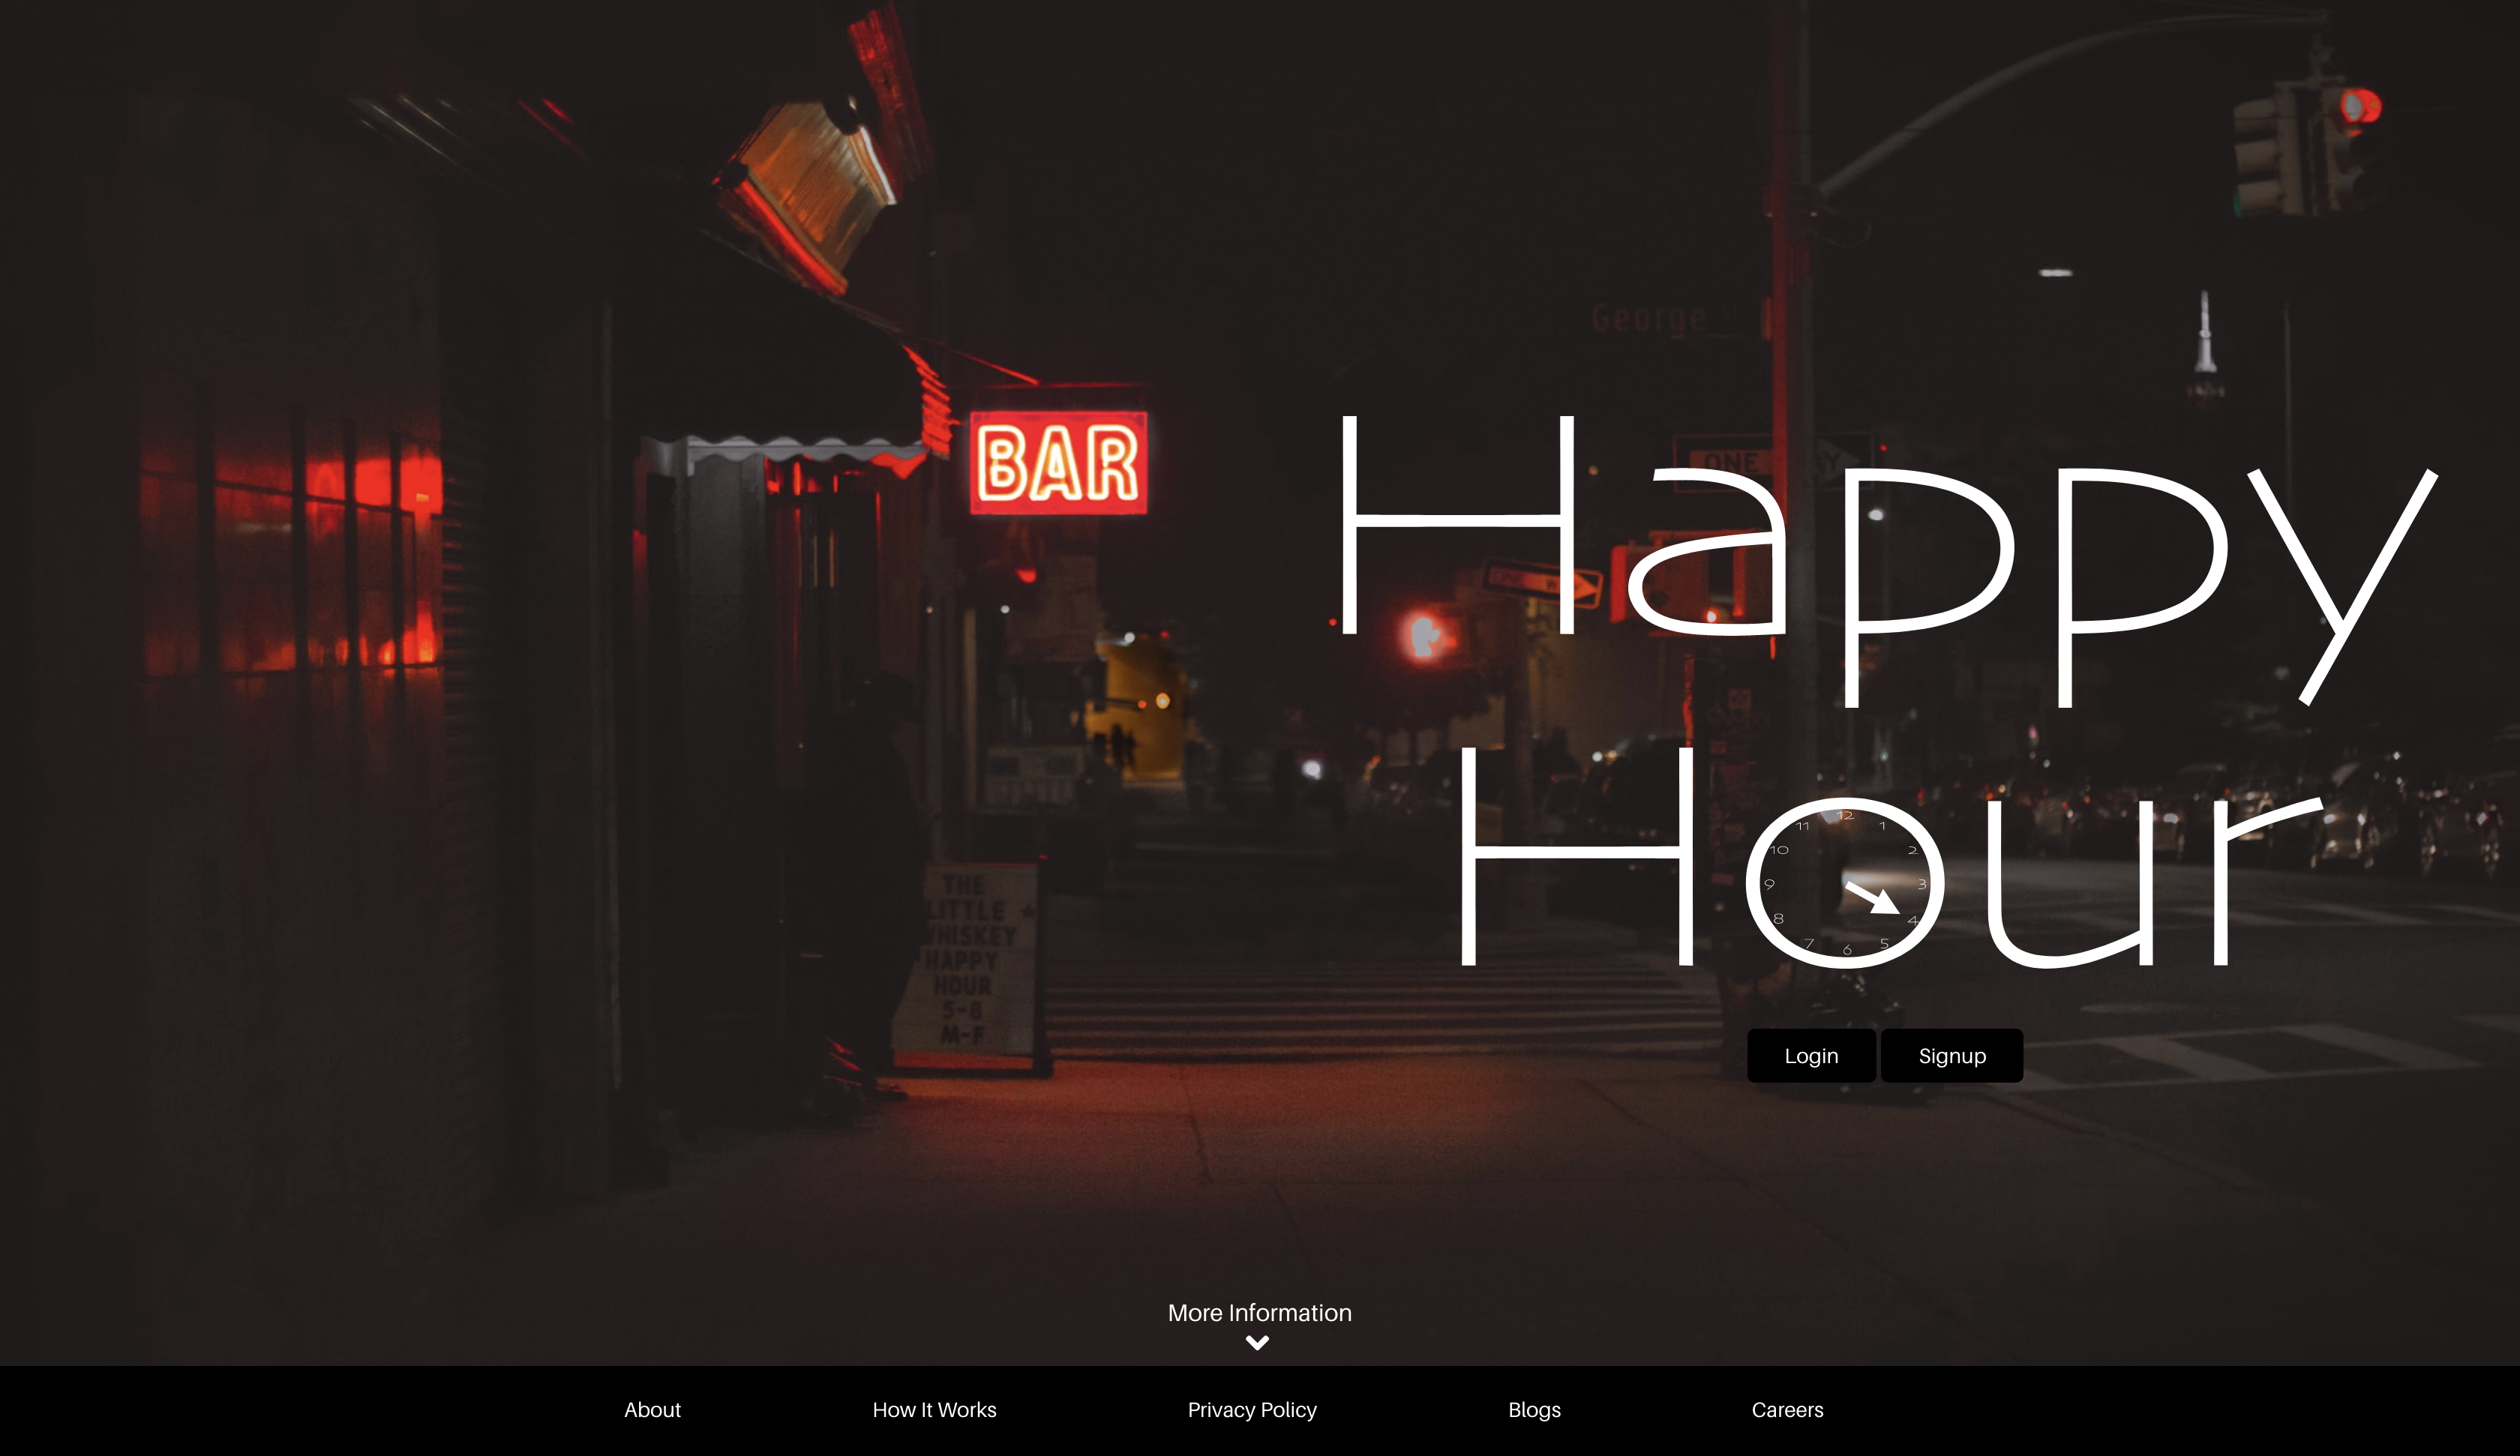 George
BAR
ONE WAY
Happy
Hour
12
11
1
10
2
9
3
8
4
7
5
6
THE
LITTLE
WHISKEY
HAPPY
HOUR
5-8
M-F
Login
Signup
More Information
About
How It Works
Privacy Policy
Blogs
Careers